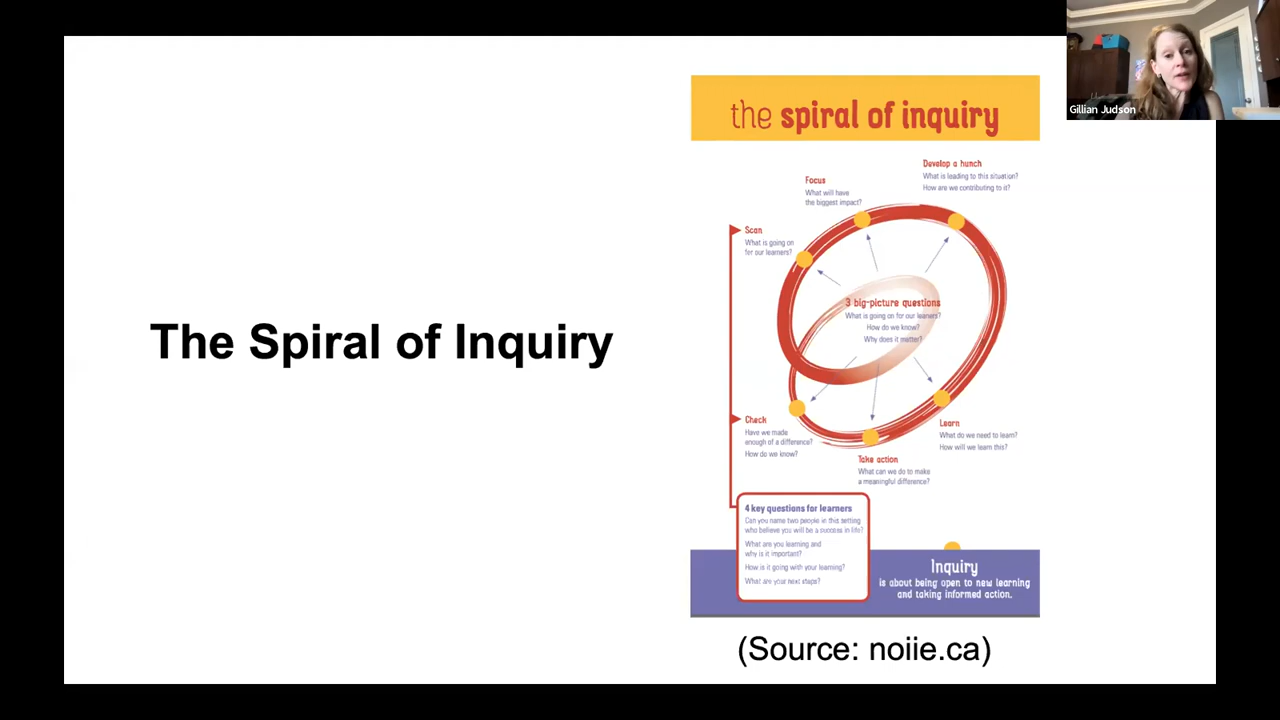 Gillian Judson
The Spiral of Inquiry
the spiral of inquiry
Develop a hunch
What is leading to this situation?
How are we contributing to it?
Focus
What will have
the biggest impact?
Scan
What is going on
for our learners?
3 big-picture questions
What is going on for our learners?
How do we know?
Why does it matter?
Check
Have we made
enough of a difference?
How do we know?
Learn
What do we need to learn?
How will we learn this?
Take action
What can we do to make
a meaningful difference?
4 key questions for learners
Can you name two people in this setting
who believe you will be a success in life?
What are you learning and
why is it important?
How is it going with your learning?
What are your next steps?
Inquiry
is about being open to new learning
and taking informed action.
(Source: noiie.ca)